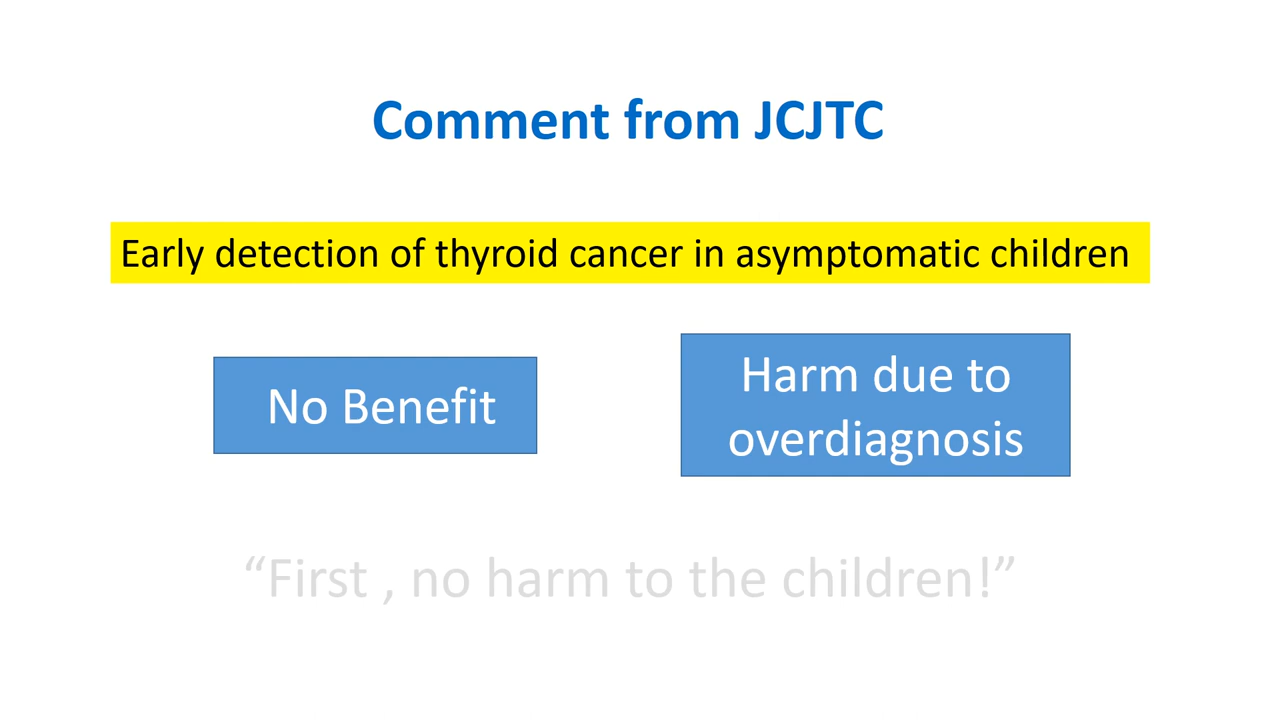 Comment from JCJTC
Early detection of thyroid cancer in asymptomatic children
No Benefit
Harm due to
overdiagnosis
“First , no harm to the children!”